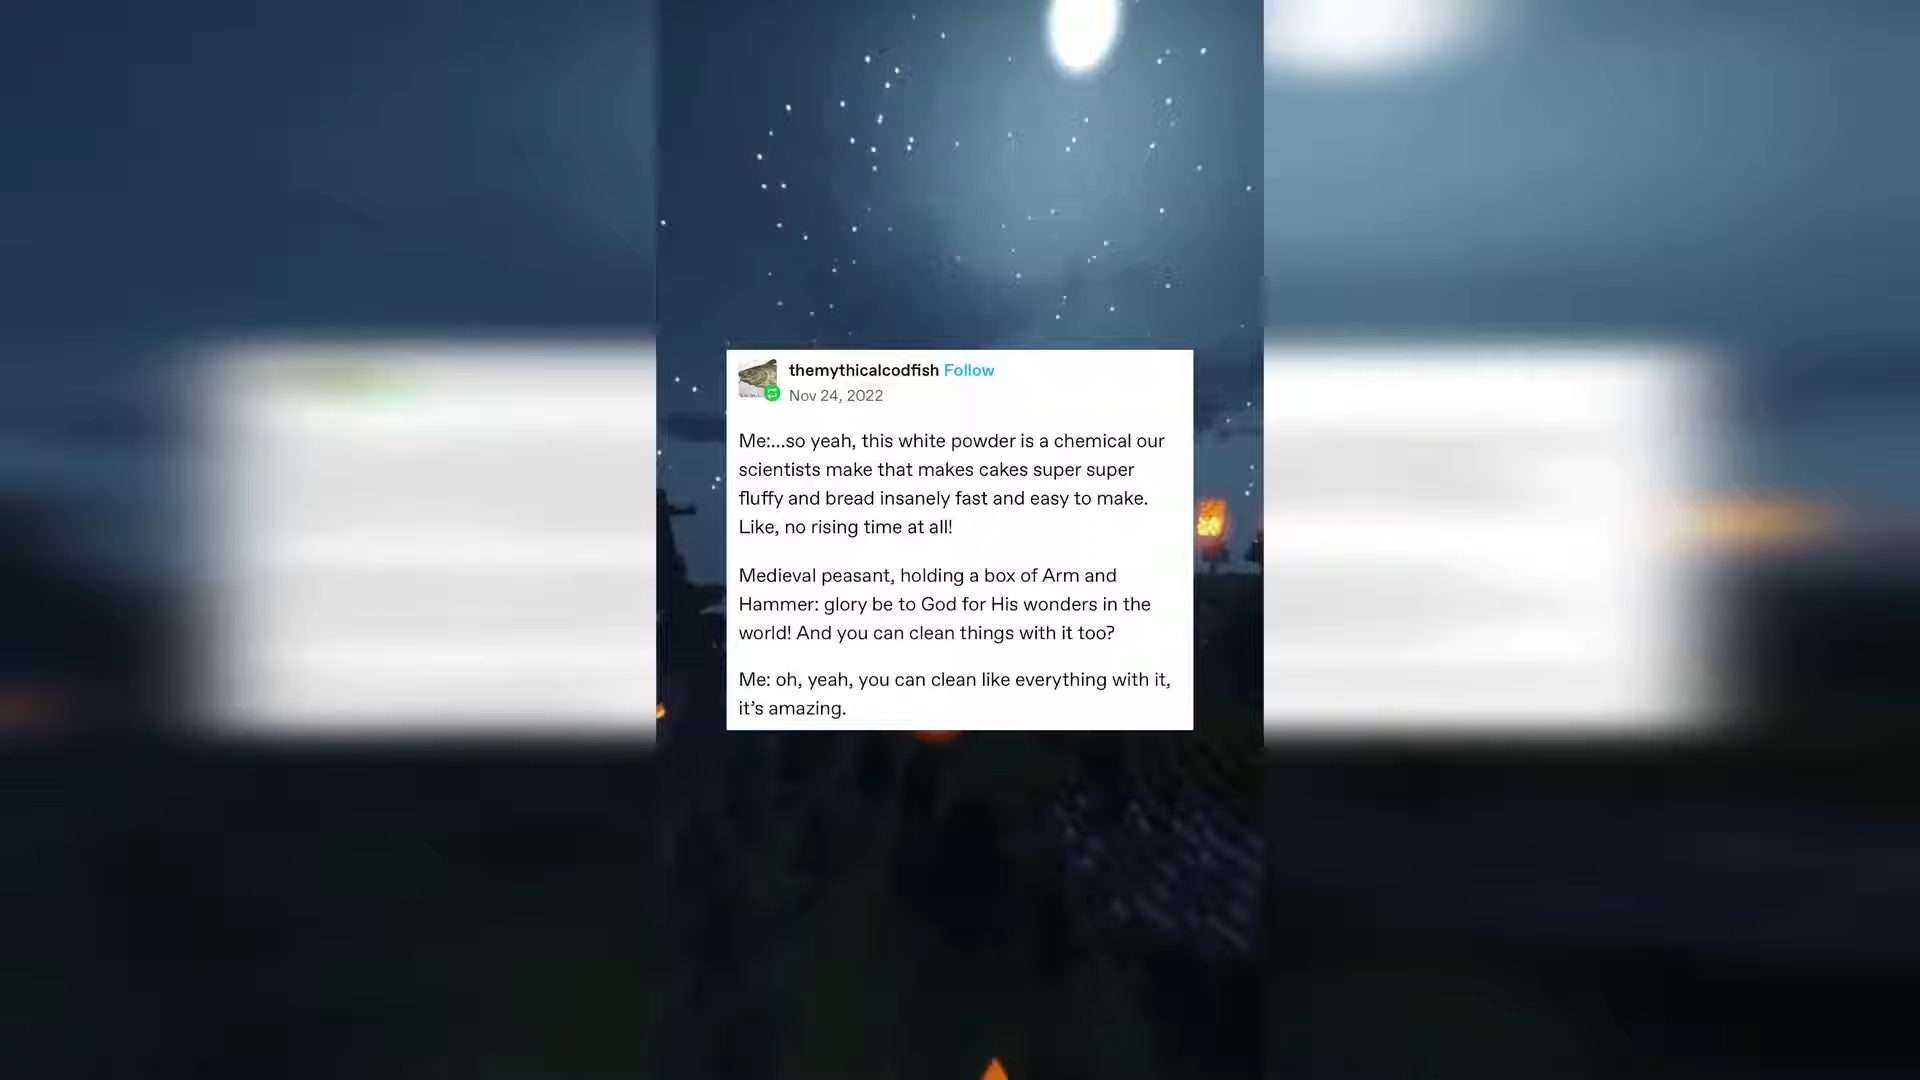 themythicalcodfish Follow
Nov 24, 2022
Me:...so yeah, this white powder is a chemical our
scientists make that makes cakes super super
fluffy and bread insanely fast and easy to make.
Like, no rising time at all!
Medieval peasant, holding a box of Arm and
Hammer: glory be to God for His wonders in the
world! And you can clean things with it too?
Me: oh, yeah, you can clean like everything with it,
it's amazing.